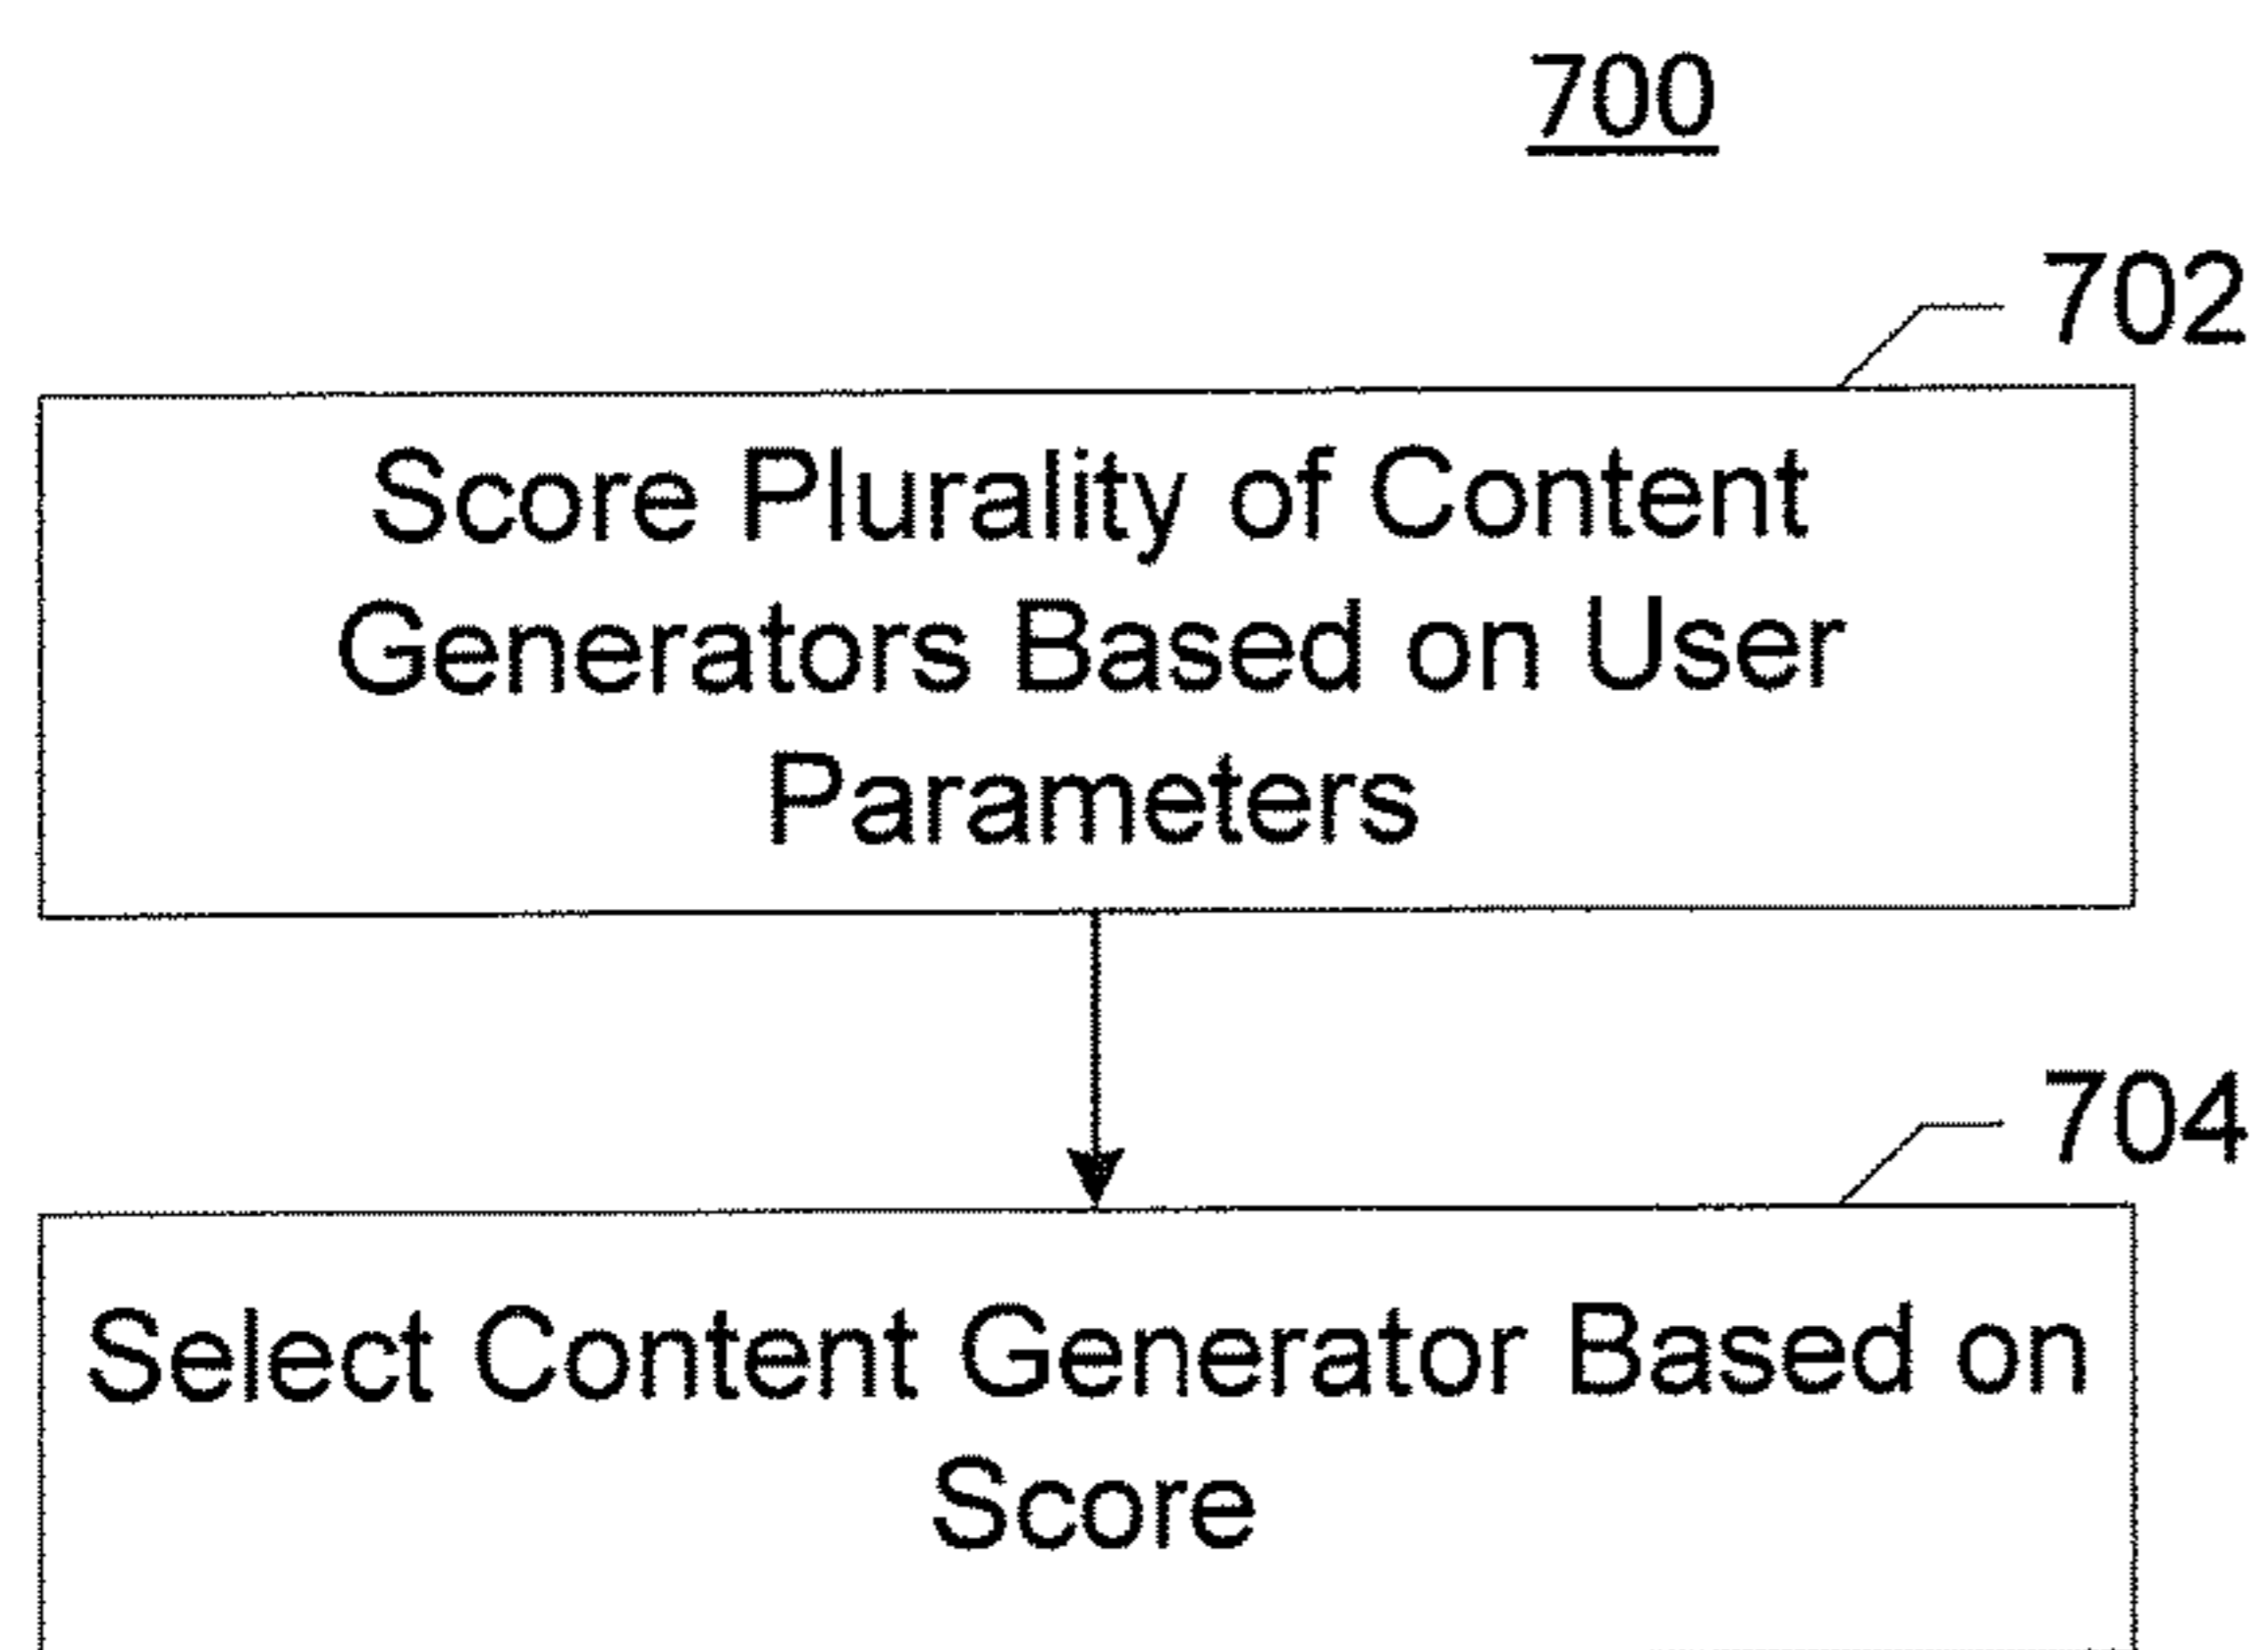 700
702
Score Plurality of Content
Generators Based on User
Parameters
704
Select Content Generator Based on
Score